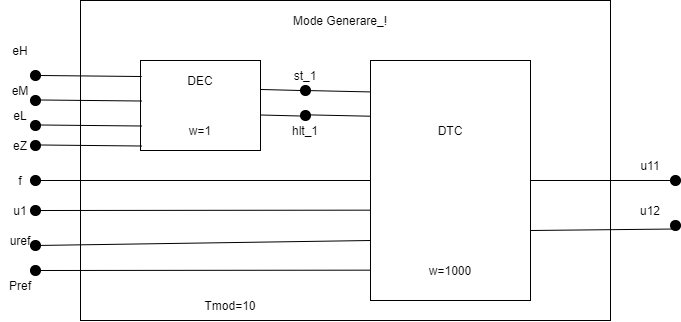 Mode Generare_!
eH
eM
eL
eZ
f
u1
uref
Pref
DEC
w=1
st_1
hlt_1
DTC
w=1000
u11
u12
Tmod=10